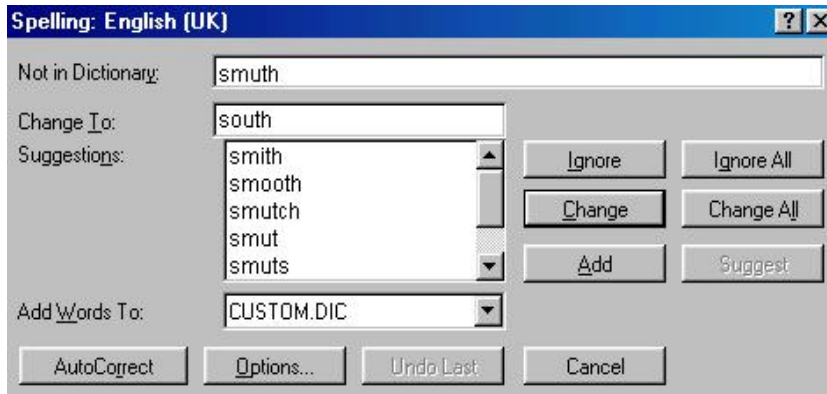 Spelling: English (UK)
Not in Dictionary: smuth
Change To: south
Suggestions: smith Ignore Ignore All
smooth
smutch Change Change All
smut
smuts Add Suggest
Add Words To: CUSTOM.DIC
AutoCorrect Options... Undo Last Cancel